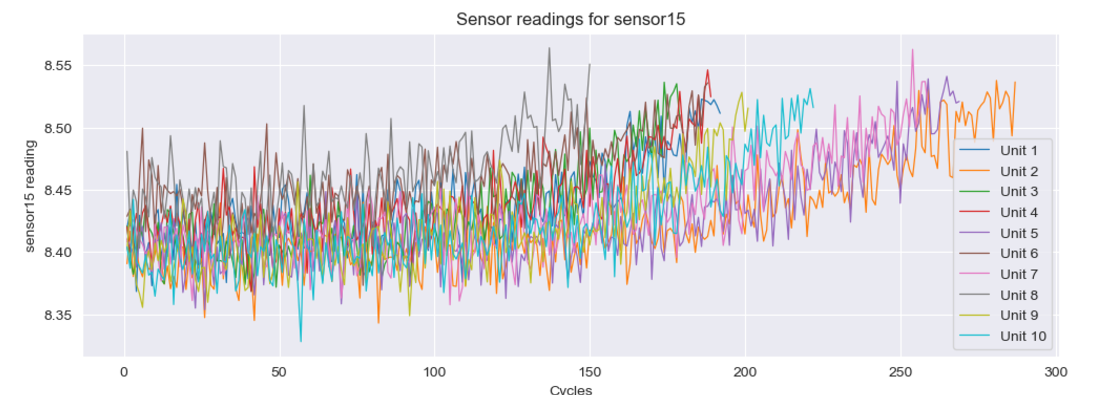 Sensor readings for sensor15
8.55
8.50
8.45
8.40
8.35
sensor15 reading
0 50 100 150 200 250 300
Cycles
Unit 1
Unit 2
Unit 3
Unit 4
Unit 5
Unit 6
Unit 7
Unit 8
Unit 9
Unit 10